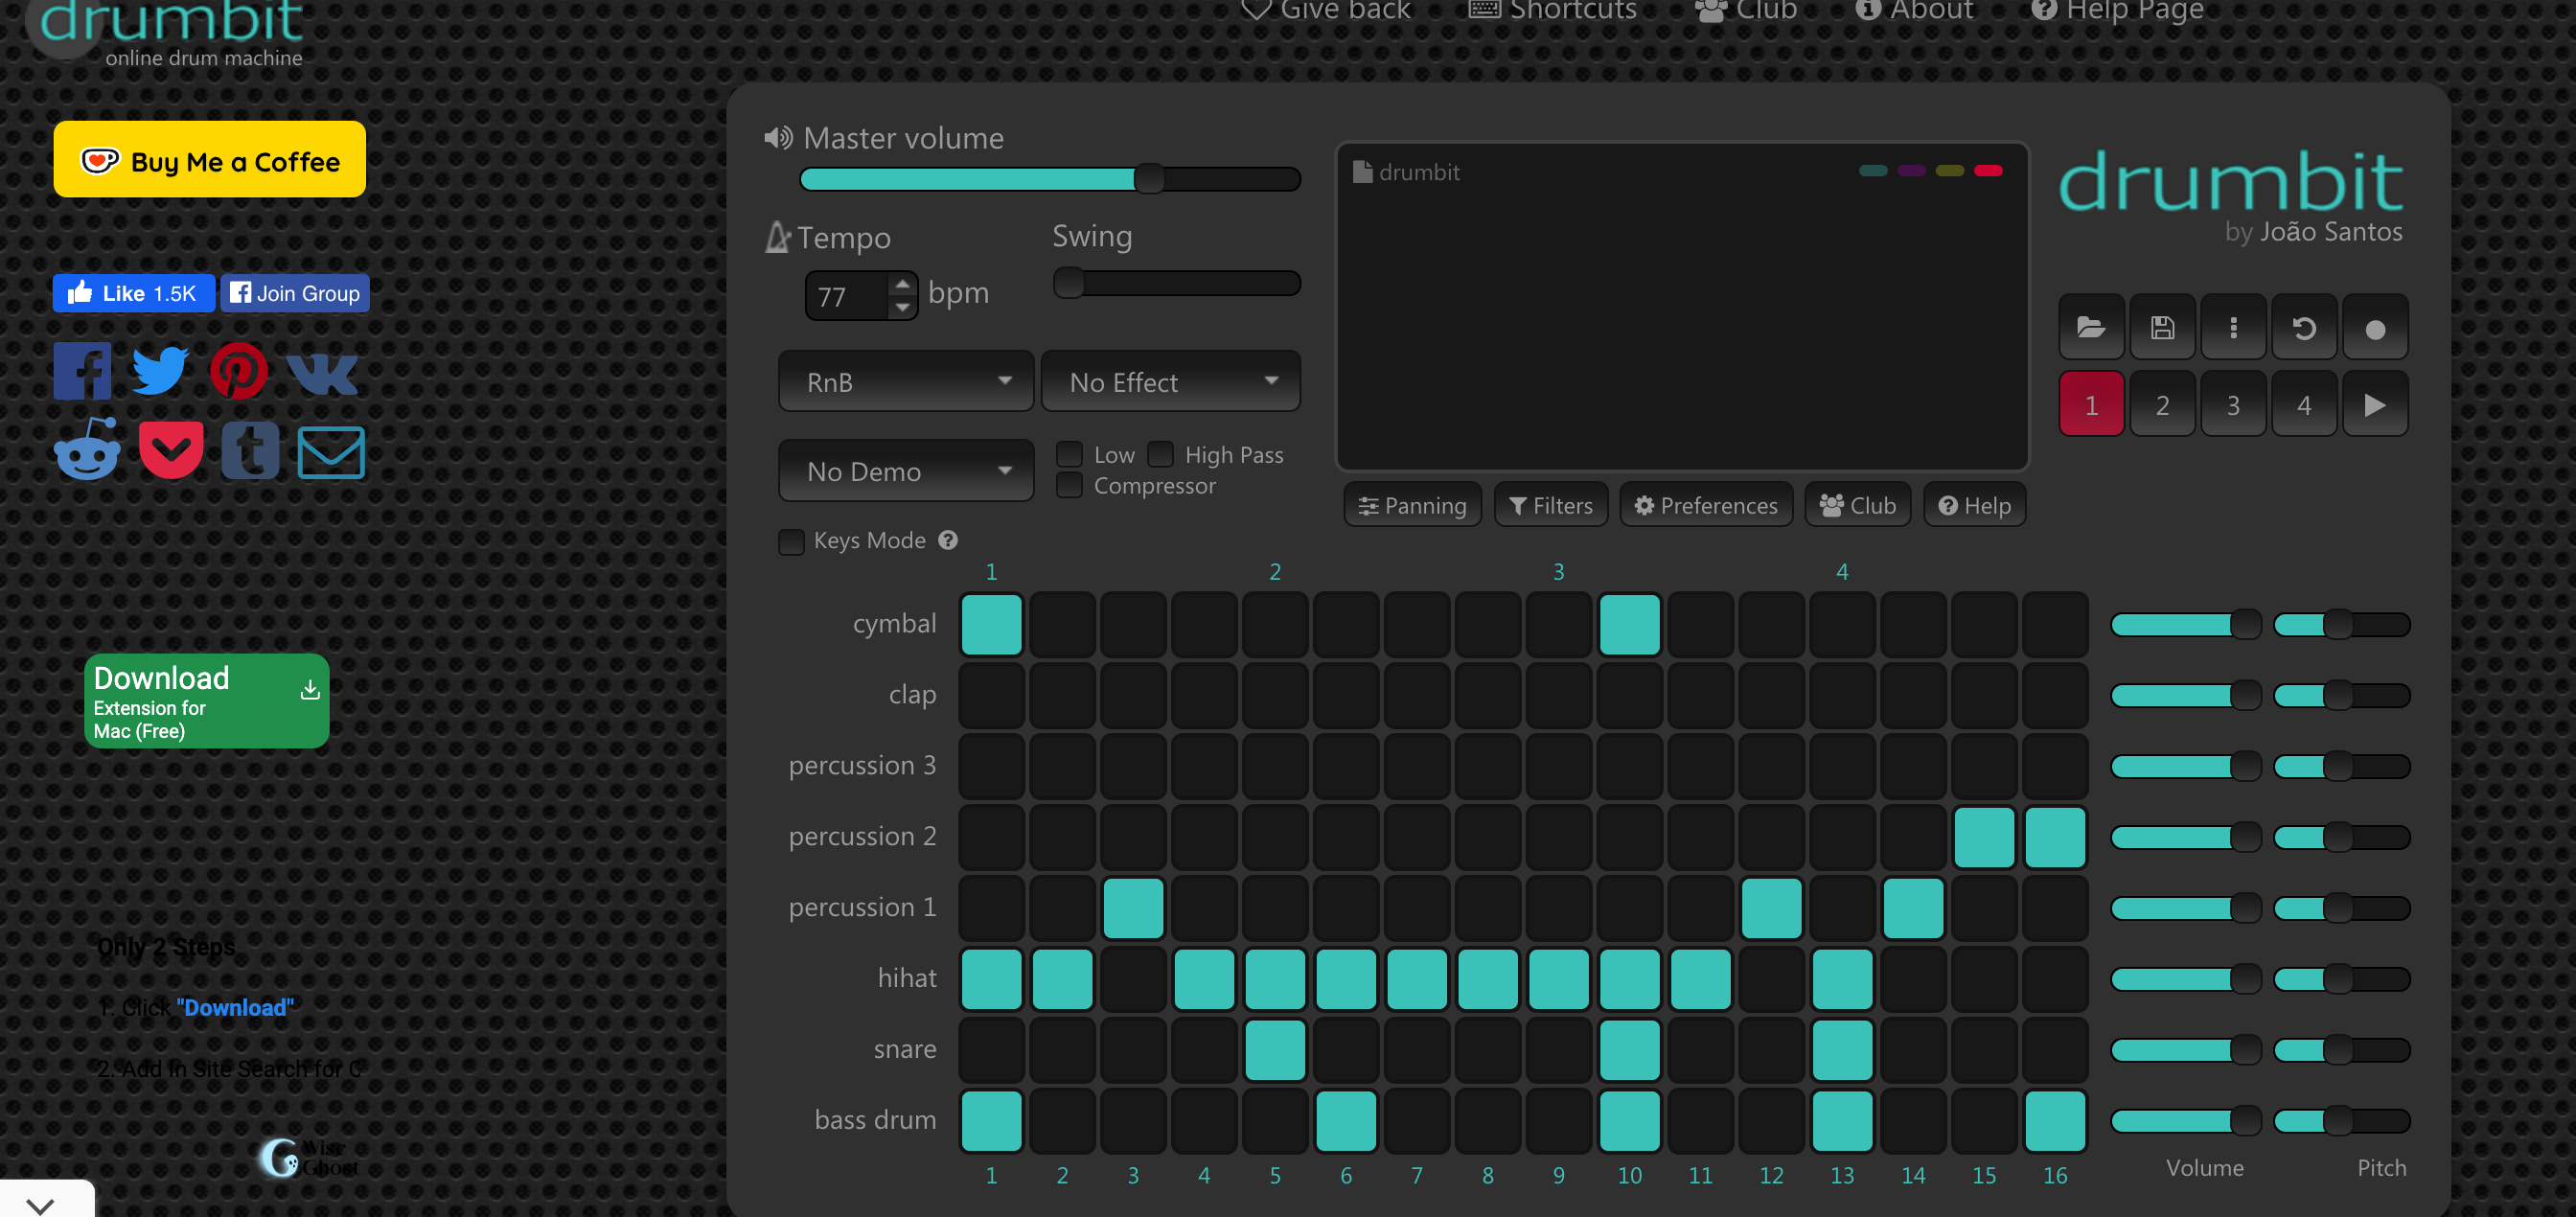 drumbit
online drum machine
Give back
Shortcuts
Club
About
Help Page
Buy Me a Coffee
Like 1.5K
Join Group
Download
Extension for
Mac (Free)
Only 2 Steps
1. Click "Download"
2. Add In Site Search for C
Wise
Ghost
Master volume
Tempo
Swing
77 bpm
RnB
No Effect
No Demo
Low
High Pass
Compressor
Keys Mode
drumbit
Panning
Filters
Preferences
Club
Help
drumbit
by João Santos
1 2 3 4
1 2 3 4
cymbal
clap
percussion 3
percussion 2
percussion 1
hihat
snare
bass drum
1 2 3 4 5 6 7 8 9 10 11 12 13 14 15 16
Volume
Pitch